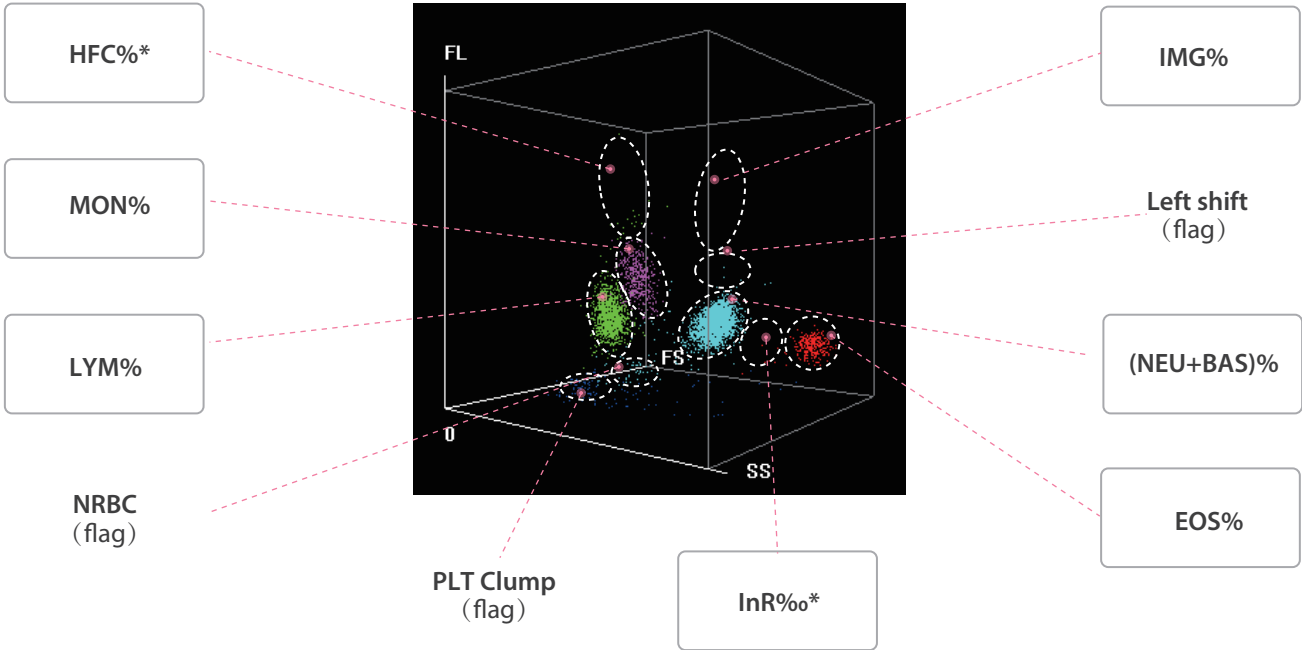 HFC%*
MON%
LYM%
NRBC
（flag）
PLT Clump
（flag）
InR‰*
FL
FS
0
SS
IMG%
Left shift
（flag）
(NEU+BAS)%
EOS%